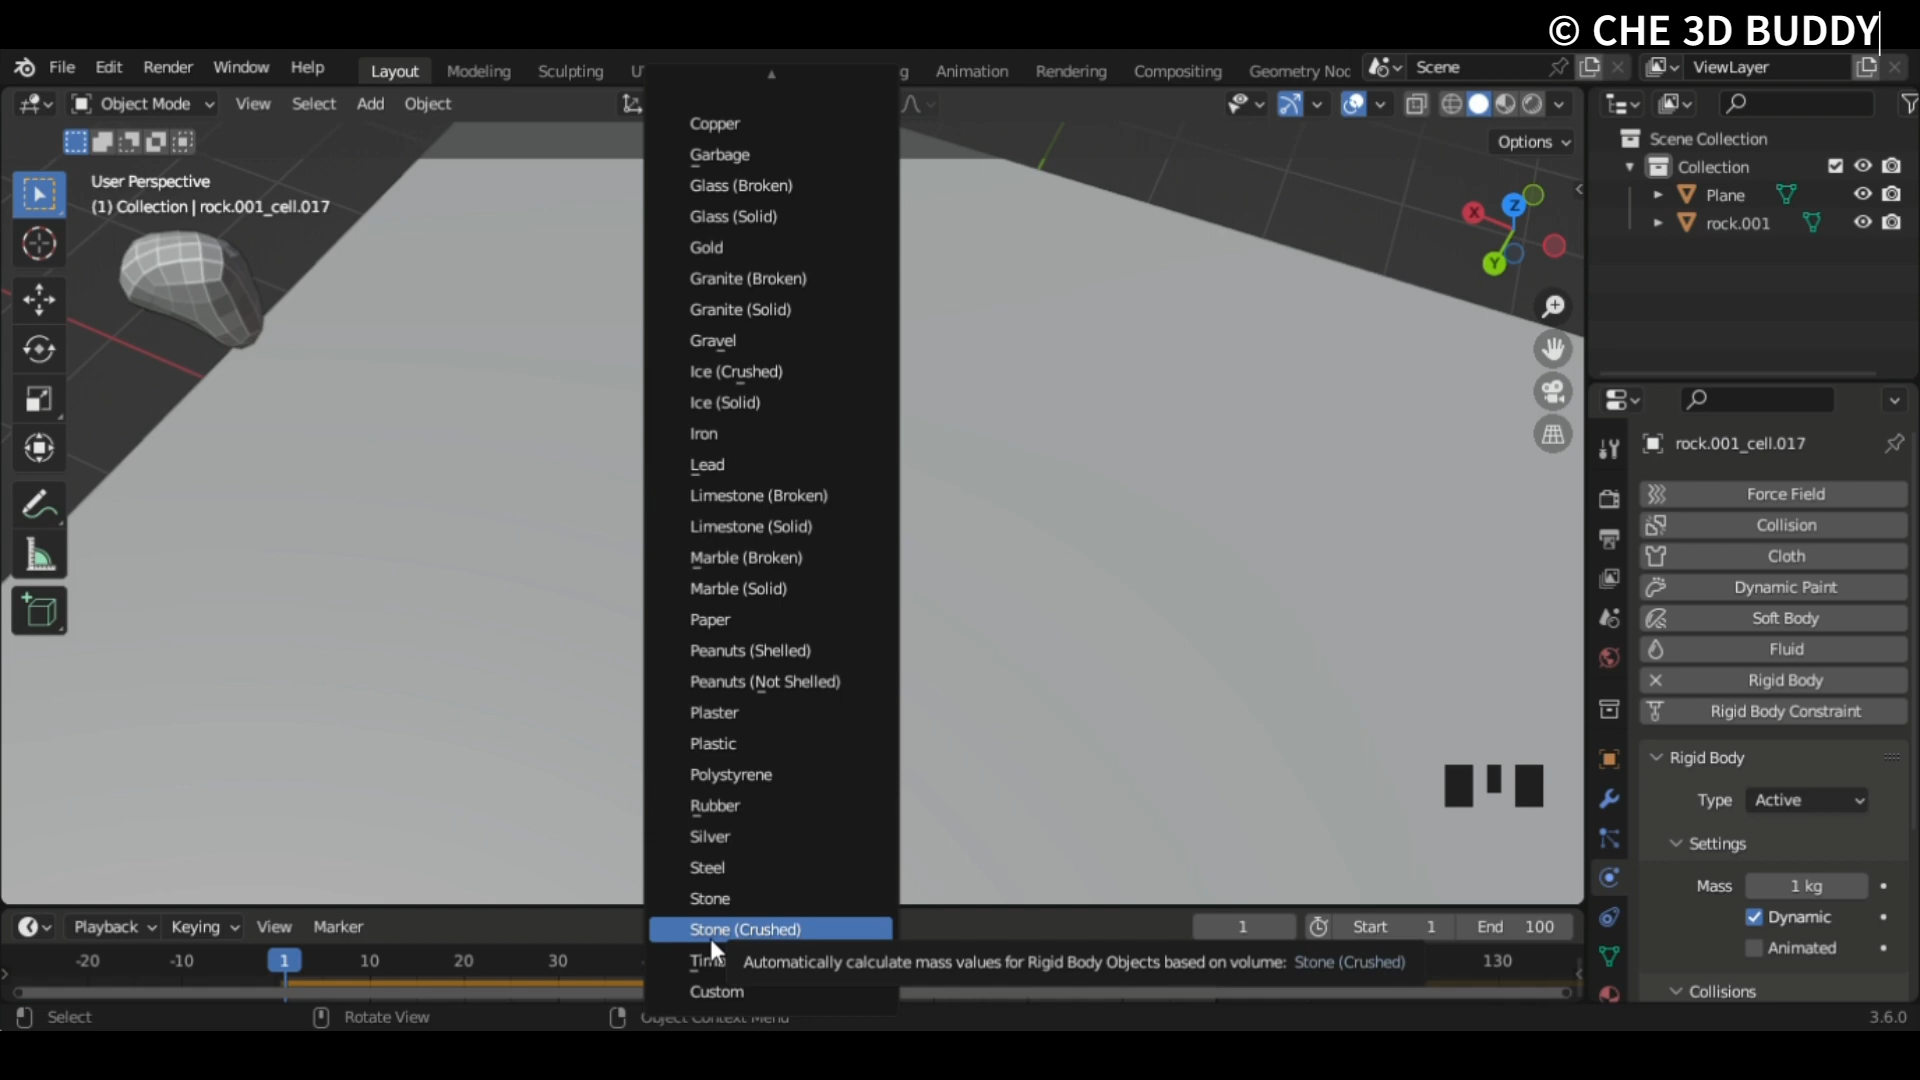 © CHE 3D BUDDY
File Edit Render Window Help Layout Modeling Sculpting Animation Rendering Compositing Geometry Noc Scene ViewLayer
Object Mode View Select Add Object
Options
User Perspective
(1) Collection | rock.001_cell.017
X Z Y
Copper
Garbage
Glass (Broken)
Glass (Solid)
Gold
Granite (Broken)
Granite (Solid)
Gravel
Ice (Crushed)
Ice (Solid)
Iron
Lead
Limestone (Broken)
Limestone (Solid)
Marble (Broken)
Marble (Solid)
Paper
Peanuts (Shelled)
Peanuts (Not Shelled)
Plaster
Plastic
Polystyrene
Rubber
Silver
Steel
Stone
Stone (Crushed)
Custom
Automatically calculate mass values for Rigid Body Objects based on volume: Stone (Crushed)
Scene Collection
Collection
Plane
rock.001
rock.001_cell.017
Force Field
Collision
Cloth
Dynamic Paint
Soft Body
Fluid
Rigid Body
Rigid Body Constraint
Rigid Body
Type Active
Settings
Mass 1 kg
Dynamic
Animated
Collisions
Playback Keying View Marker 1 Start 1 End 100
-20 -10 1 10 20 30 130
Select Rotate View Object Context Menu 3.6.0